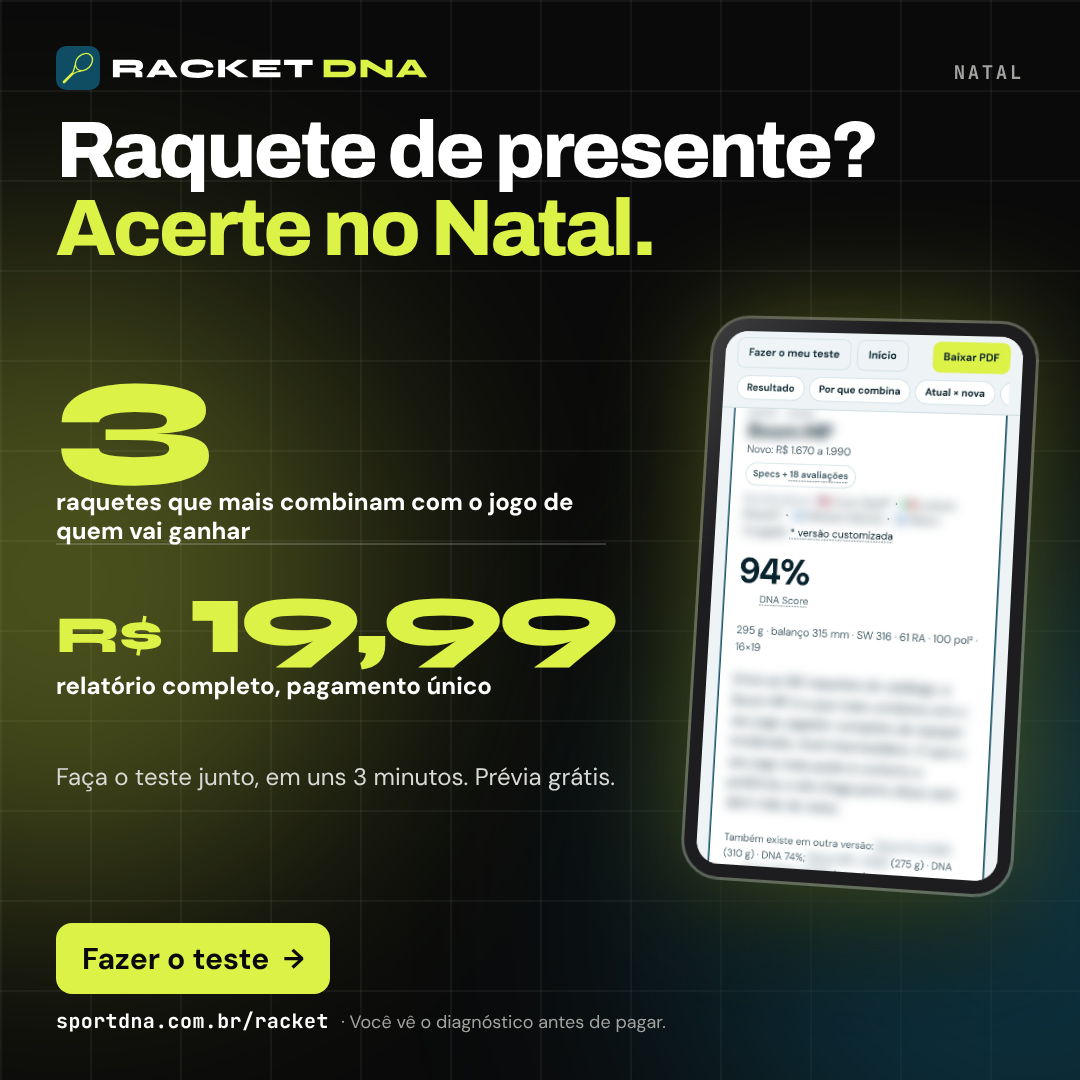 RACKET DNA
NATAL
Raquete de presente?
Acerte no Natal.
3
raquetes que mais combinam com o jogo de
quem vai ganhar
R$ 19,99
relatório completo, pagamento único
Faça o teste junto, em uns 3 minutos. Prévia grátis.
Fazer o teste →
sportdna.com.br/racket · Você vê o diagnóstico antes de pagar.
Fazer o meu teste
Início
Baixar PDF
Resultado
Por que combina
Atual × nova
Novo: R$ 1.670 a 1.990
Specs + 18 avaliações
* versão customizada
94%
DNA Score
295 g · balanço 315 mm · SW 316 · 61 RA · 100 pol² ·
16×19
Também existe em outra versão:
(310 g) · DNA 74%; (275 g) · DNA